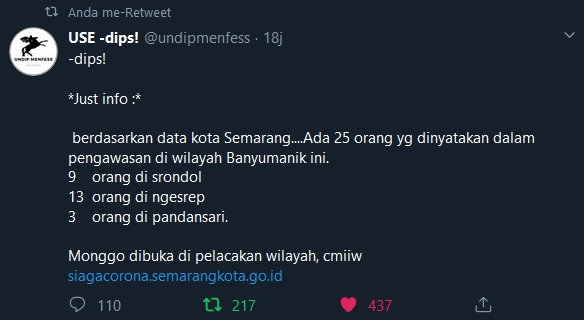 Anda me-Retweet
USE -dips! @undipmenfess · 18j
UNDIP MENFESS
-dips!
*Just info :*
berdasarkan data kota Semarang....Ada 25 orang yg dinyatakan dalam
pengawasan di wilayah Banyumanik ini.
9 orang di srondol
13 orang di ngesrep
3 orang di pandansari.
Monggo dibuka di pelacakan wilayah, cmiiw
siagacorona.semarangkota.go.id
110 217 437